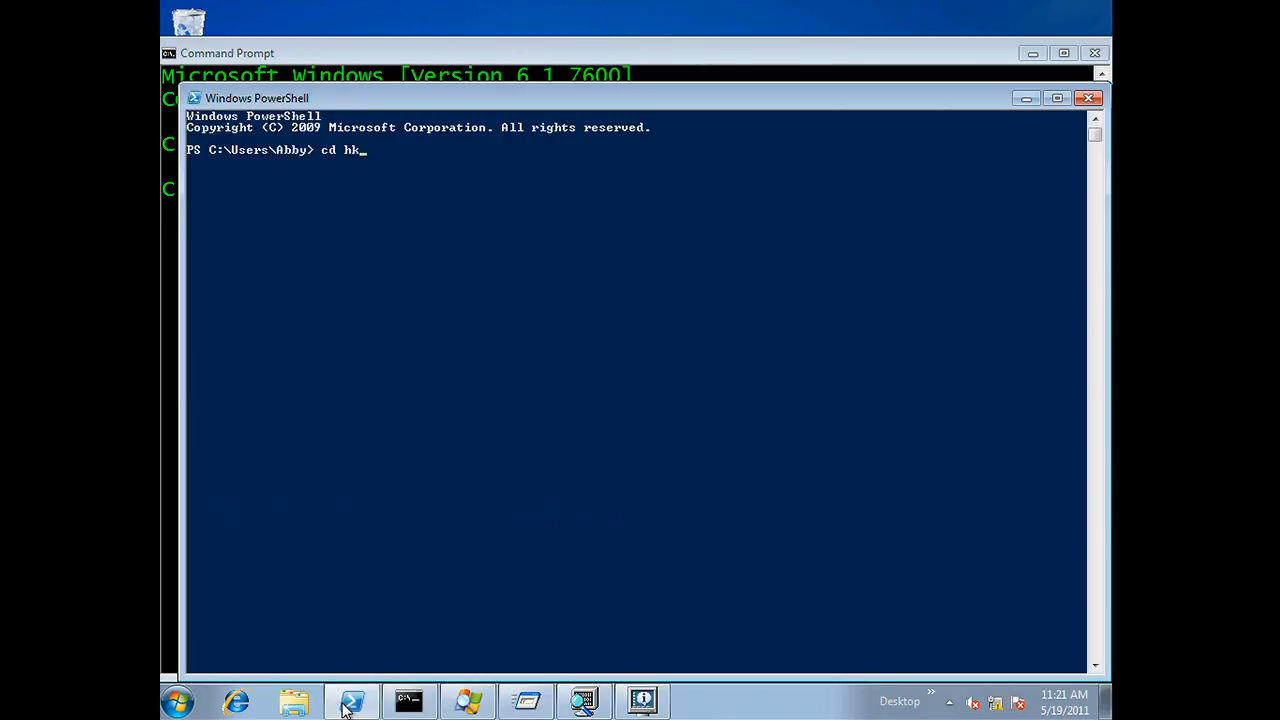 Command Prompt
Microsoft Windows [Version 6.1.7600]
Windows PowerShell
Windows PowerShell
Copyright (C) 2009 Microsoft Corporation. All rights reserved.
PS C:\Users\Abby> cd hk_
Desktop »
11:21 AM
5/19/2011